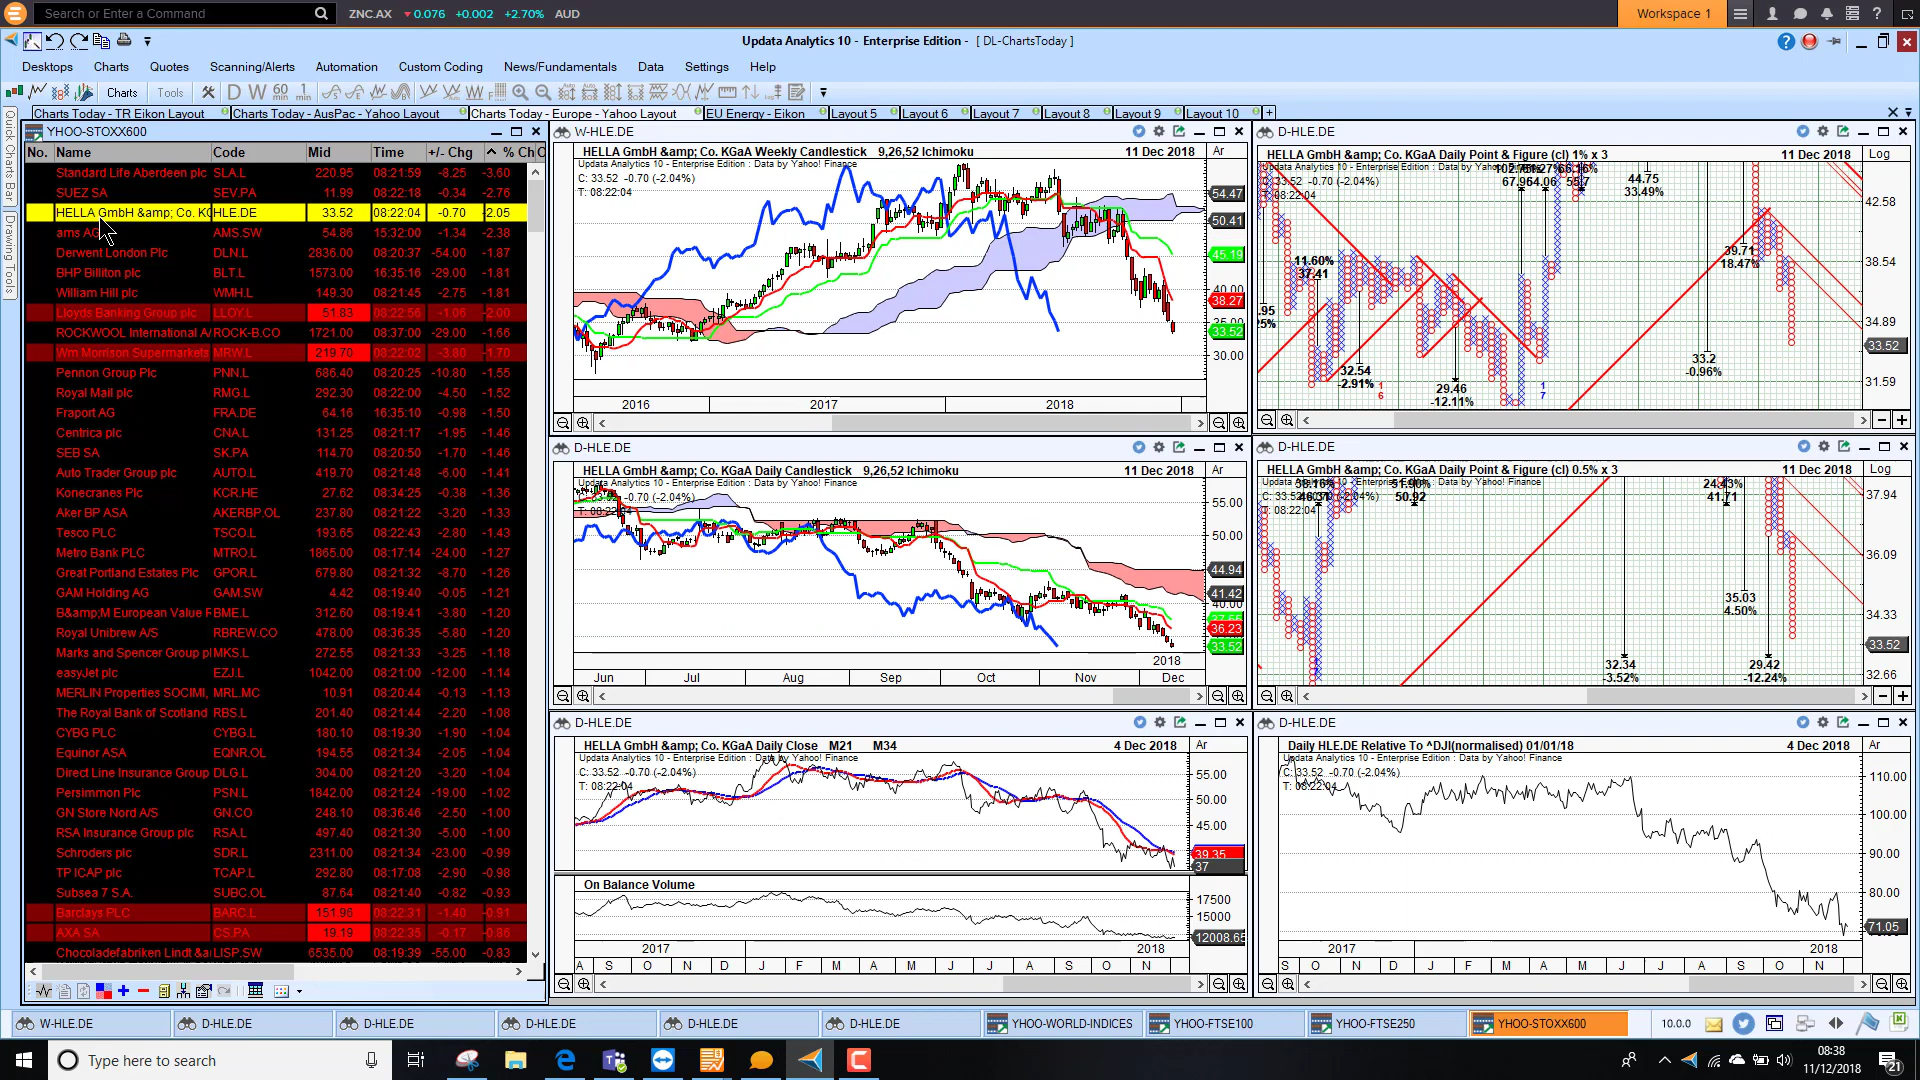 Search or Enter a Command
ZNC.AX 0.076 +0.002 +2.70% AUD
Workspace 1
Updata Analytics 10 - Enterprise Edition - [ DL-ChartsToday ]
Desktops Charts Quotes Scanning/Alerts Automation Custom Coding News/Fundamentals Data Settings Help
Charts Tools D W 60 min 1 min
Charts Today - TR Eikon Layout Charts Today - AusPac - Yahoo Layout Charts Today - Europe - Yahoo Layout EU Energy - Eikon Layout 5 Layout 6 Layout 7 Layout 8 Layout 9 Layout 10 +
Quick Charts Bar
Drawing Tools
YHOO-STOXX600
No. Name Code Mid Time +/- Chg % Ch
Standard Life Aberdeen plc SLA.L 220.95 08:21:59 -8.25 -3.60
SUEZ SA SEV.PA 11.99 08:22:18 -0.34 -2.76
HELLA GmbH &amp; Co. KG HLE.DE 33.52 08:22:04 -0.70 -2.05
ams AG AMS.SW 54.86 15:32:00 -1.34 -2.38
Derwent London Plc DLN.L 2836.00 08:20:37 -54.00 -1.87
BHP Billiton plc BLT.L 1573.00 16:35:16 -29.00 -1.81
William Hill plc WMH.L 149.30 08:21:45 -2.75 -1.81
Lloyds Banking Group plc LLOY.L 51.83 08:22:56 -1.06 -2.00
ROCKWOOL International A/ ROCK-B.CO 1721.00 08:37:00 -29.00 -1.66
Wm Morrison Supermarkets MRW.L 219.70 08:22:02 -3.80 -1.70
Pennon Group Plc PNN.L 686.40 08:20:25 -10.80 -1.55
Royal Mail plc RMG.L 292.30 08:22:00 -4.50 -1.52
Fraport AG FRA.DE 64.16 16:35:10 -0.98 -1.50
Centrica plc CNA.L 131.25 08:21:17 -1.95 -1.46
SEB SA SK.PA 114.70 08:20:50 -1.70 -1.46
Auto Trader Group plc AUTO.L 419.70 08:21:48 -6.00 -1.41
Konecranes Plc KCR.HE 27.62 08:34:25 -0.38 -1.36
Aker BP ASA AKERBP.OL 237.80 08:21:22 -3.20 -1.33
Tesco PLC TSCO.L 193.65 08:22:43 -2.80 -1.43
Metro Bank PLC MTRO.L 1865.00 08:17:14 -24.00 -1.27
Great Portland Estates Plc GPOR.L 679.80 08:21:32 -8.70 -1.26
GAM Holding AG GAM.SW 4.42 08:19:40 -0.05 -1.21
B&amp;M European Value F BME.L 312.60 08:19:41 -3.80 -1.20
Royal Unibrew A/S RBREW.CO 478.00 08:36:35 -5.80 -1.20
Marks and Spencer Group pl MKS.L 272.55 08:21:33 -3.25 -1.18
easyJet plc EZJ.L 1042.00 08:21:00 -12.00 -1.14
MERLIN Properties SOCIMI, MRL.MC 10.91 08:20:44 -0.13 -1.13
The Royal Bank of Scotland RBS.L 201.40 08:21:44 -2.20 -1.08
CYBG PLC CYBG.L 180.10 08:19:30 -1.90 -1.04
Equinor ASA EQNR.OL 194.55 08:21:34 -2.05 -1.04
Direct Line Insurance Group DLG.L 304.00 08:21:20 -3.20 -1.04
Persimmon Plc PSN.L 1842.00 08:21:24 -19.00 -1.02
GN Store Nord A/S GN.CO 248.10 08:36:46 -2.50 -1.00
RSA Insurance Group plc RSA.L 497.40 08:21:30 -5.00 -1.00
Schroders plc SDR.L 2311.00 08:21:34 -23.00 -0.99
TP ICAP plc TCAP.L 292.80 08:17:08 -2.90 -0.98
Subsea 7 S.A. SUBC.OL 87.64 08:21:40 -0.82 -0.93
Barclays PLC BARC.L 151.96 08:22:31 -1.40 -0.91
AXA SA CS.PA 19.19 08:22:35 -0.17 -0.86
Chocoladefabriken Lindt &a LISP.SW 6535.00 08:19:39 -55.00 -0.83
W-HLE.DE
HELLA GmbH &amp; Co. KGaA Weekly Candlestick 9,26,52 Ichimoku 11 Dec 2018 Ar
Updata Analytics 10 - Enterprise Edition : Data by Yahoo! Finance
C: 33.52 -0.70 (-2.04%)
T: 08:22:04
54.47
50.41
45.19
40.00
38.27
35.00
33.52
30.00
2016 2017 2018
D-HLE.DE
HELLA GmbH &amp; Co. KGaA Daily Point & Figure (cl) 1% x 3 11 Dec 2018 Log
44.75
33.49%
11.60%
37.41
39.71
18.47%
32.54
-2.91%
29.46
-12.11%
33.2
-0.96%
1
6
1
7
42.58
38.54
34.89
33.52
31.59
D-HLE.DE
HELLA GmbH &amp; Co. KGaA Daily Candlestick 9,26,52 Ichimoku 11 Dec 2018 Ar
Updata Analytics 10 - Enterprise Edition : Data by Yahoo! Finance
C: 33.52 -0.70 (-2.04%)
T: 08:22:04
55.00
50.00
44.94
41.42
40.00
36.23
33.52
2018
Jun Jul Aug Sep Oct Nov Dec
D-HLE.DE
HELLA GmbH &amp; Co. KGaA Daily Point & Figure (cl) 0.5% x 3 11 Dec 2018 Log
Updata Analytics 10 - Enterprise Edition : Data by Yahoo! Finance
50.92
24.43%
41.71
T: 08:22:04
35.03
4.50%
32.34
-3.52%
29.42
-12.24%
37.94
36.09
34.33
33.52
32.66
D-HLE.DE
HELLA GmbH &amp; Co. KGaA Daily Close M21 M34 4 Dec 2018 Ar
Updata Analytics 10 - Enterprise Edition : Data by Yahoo! Finance
C: 33.52 -0.70 (-2.04%)
T: 08:22:04
55.00
50.00
45.00
39.35
37
On Balance Volume
17500
15000
12008.65
2017 2018
A S O N D J F M A M J J A S O N
D-HLE.DE
Daily HLE.DE Relative To ^DJI(normalised) 01/01/18 4 Dec 2018 Ar
Updata Analytics 10 - Enterprise Edition : Data by Yahoo! Finance
C: 33.52 -0.70 (-2.04%)
T: 08:22:04
110.00
100.00
90.00
80.00
71.05
2017 2018
S O N D J F M A M J J A S O N
W-HLE.DE D-HLE.DE D-HLE.DE D-HLE.DE D-HLE.DE D-HLE.DE YHOO-WORLD-INDICES YHOO-FTSE100 YHOO-FTSE250 YHOO-STOXX600 10.0.0
Type here to search
08:38
11/12/2018
21